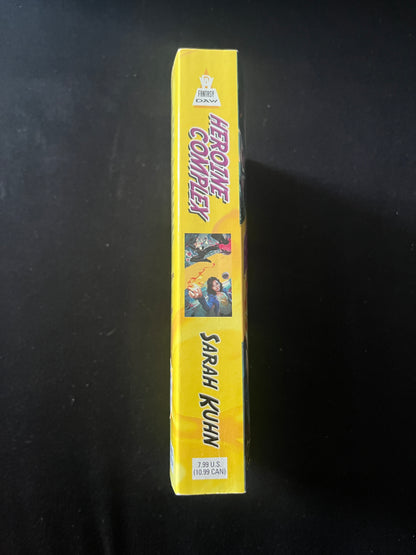 FANTASY
DAW
HEROINE
COMPLEX
SARAH KUHN
7.99 U.S.
(10.99 CAN)